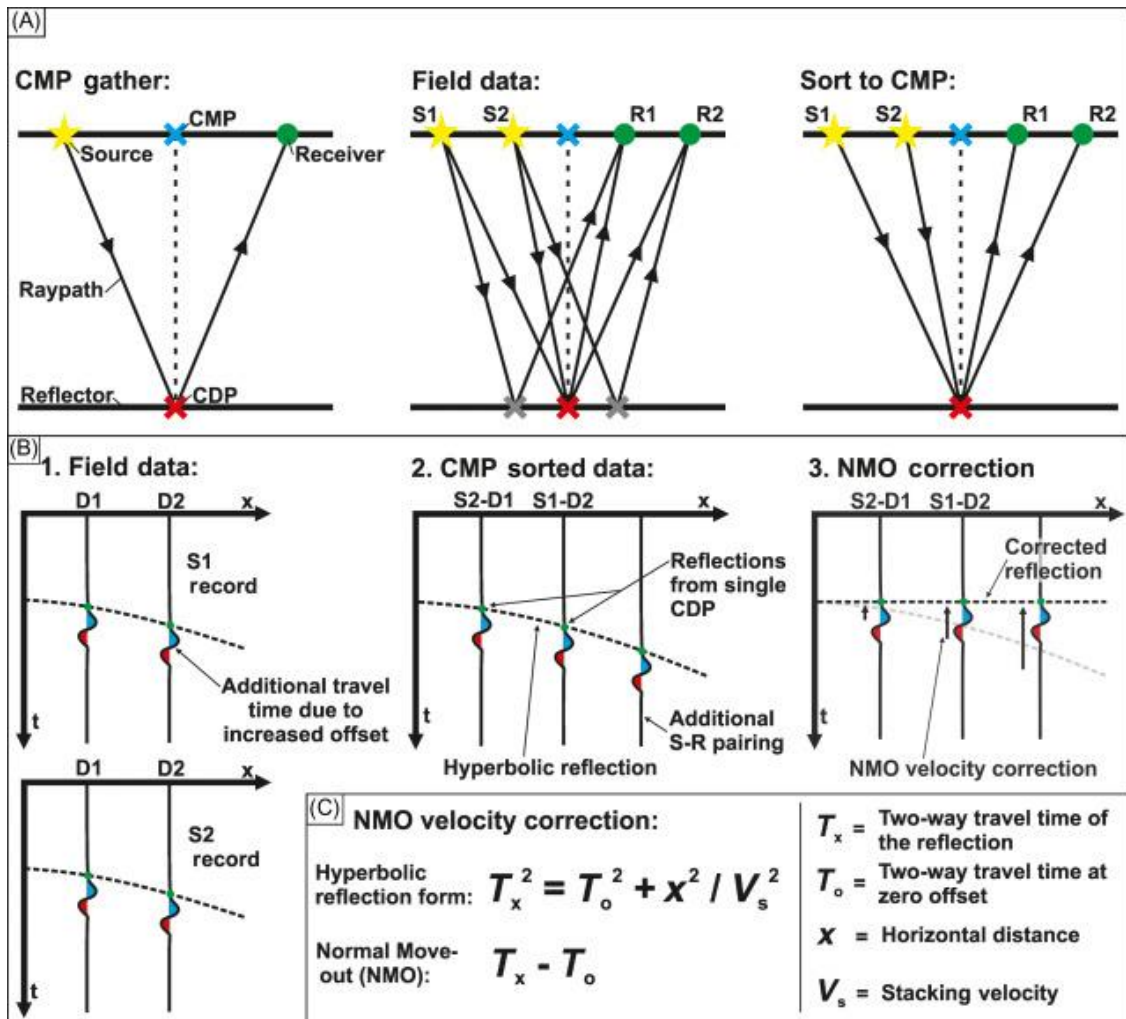 (A)
CMP gather:
CMP
Source
Receiver
Raypath
Reflector
CDP
Field data:
S1
S2
R1
R2
Sort to CMP:
S1
S2
R1
R2
(B)
1. Field data:
D1
D2
x
S1
record
Additional travel
time due to
increased offset
t
D1
D2
x
S2
record
t
2. CMP sorted data:
S2-D1
S1-D2
x
Reflections
from single
CDP
Additional
S-R pairing
Hyperbolic reflection
t
3. NMO correction
S2-D1
S1-D2
x
Corrected
reflection
NMO velocity correction
t
(C)
NMO velocity correction:
Hyperbolic
reflection form:
Tx² = To² + x² / Vs²
Normal Move-
out (NMO):
Tx - To
Tx = Two-way travel time of
the reflection
To = Two-way travel time at
zero offset
x = Horizontal distance
Vs = Stacking velocity